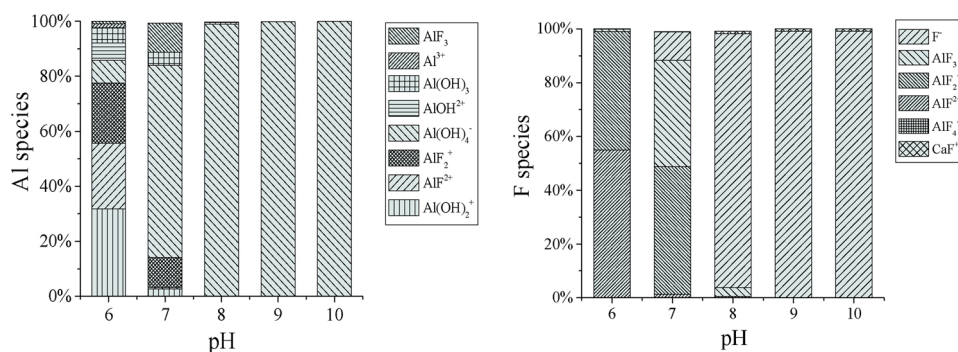 100%
80%
60%
40%
20%
0%
Al species
6
7
8
9
10
pH
AlF₃
Al³⁺
Al(OH)₃
AlOH²⁺
Al(OH)₄⁻
AlF₂⁺
AlF²⁺
Al(OH)₂⁺
100%
80%
60%
40%
20%
0%
F species
6
7
8
9
10
pH
F⁻
AlF₃
AlF²⁺
CaF⁺